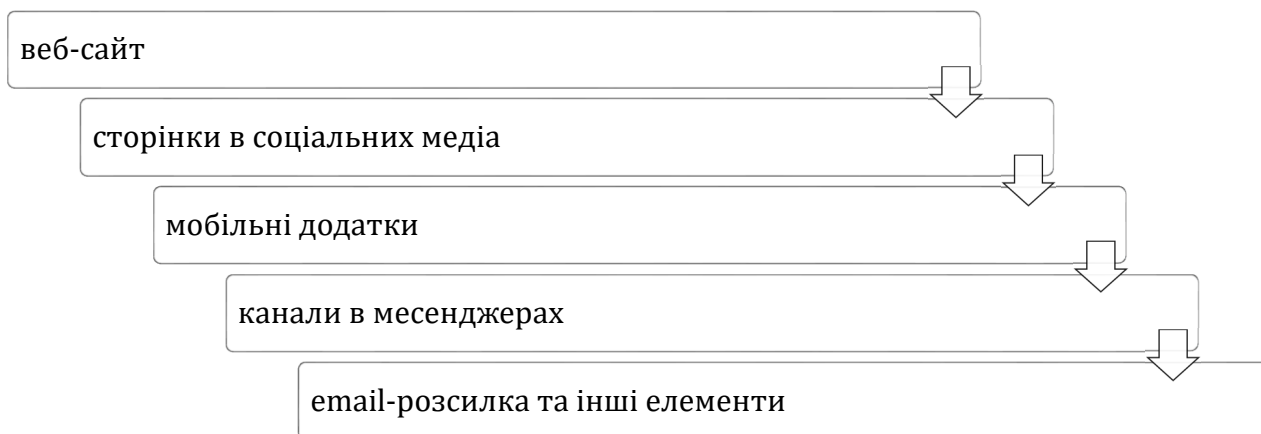 веб-сайт
сторінки в соціальних медіа
мобільні додатки
канали в месенджерах
email-розсилка та інші елементи